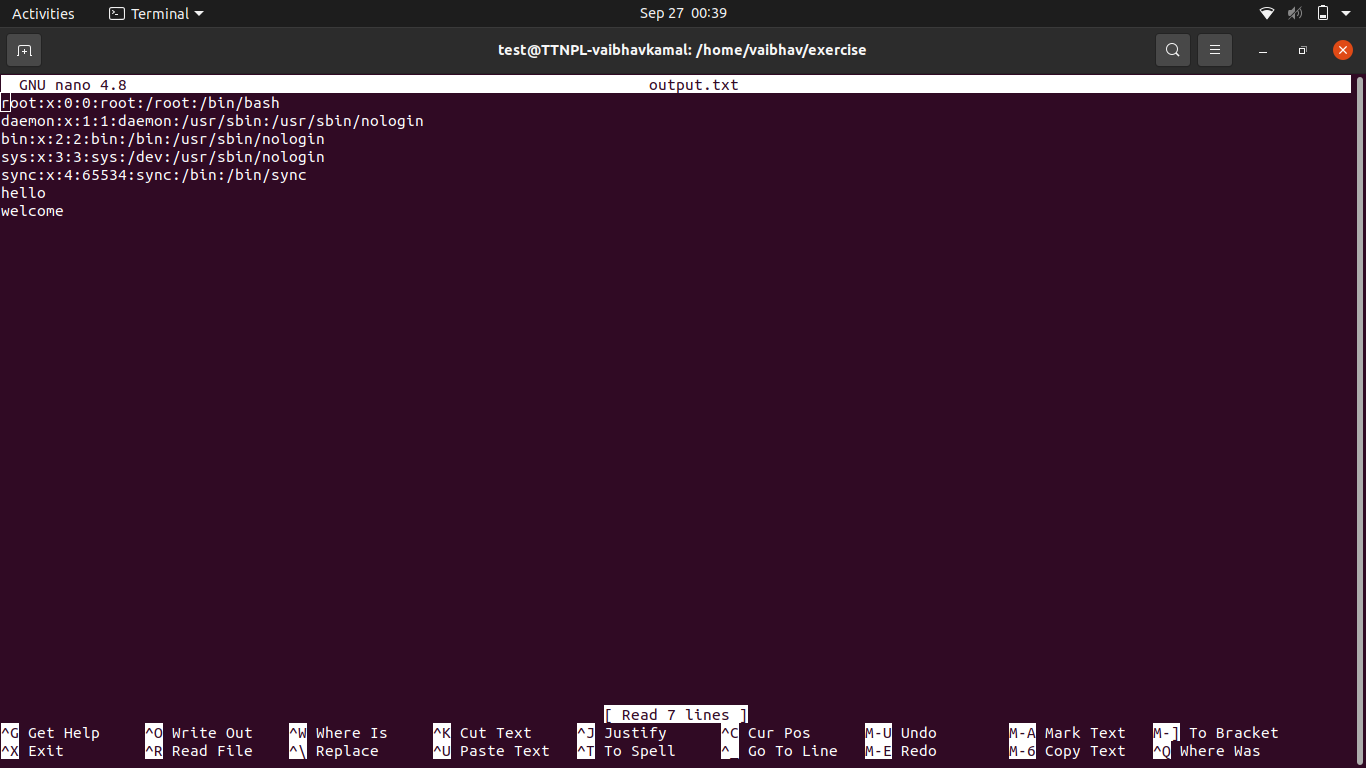 Activities Terminal Sep 27 00:39
test@TTNPL-vaibhavkamal: /home/vaibhav/exercise
GNU nano 4.8 output.txt
root:x:0:0:root:/root:/bin/bash
daemon:x:1:1:daemon:/usr/sbin:/usr/sbin/nologin
bin:x:2:2:bin:/bin:/usr/sbin/nologin
sys:x:3:3:sys:/dev:/usr/sbin/nologin
sync:x:4:65534:sync:/bin:/bin/sync
hello
welcome
[ Read 7 lines ]
^G Get Help ^O Write Out ^W Where Is ^K Cut Text ^J Justify ^C Cur Pos M-U Undo M-A Mark Text M-] To Bracket
^X Exit ^R Read File ^\ Replace ^U Paste Text ^T To Spell ^_ Go To Line M-E Redo M-6 Copy Text ^Q Where Was